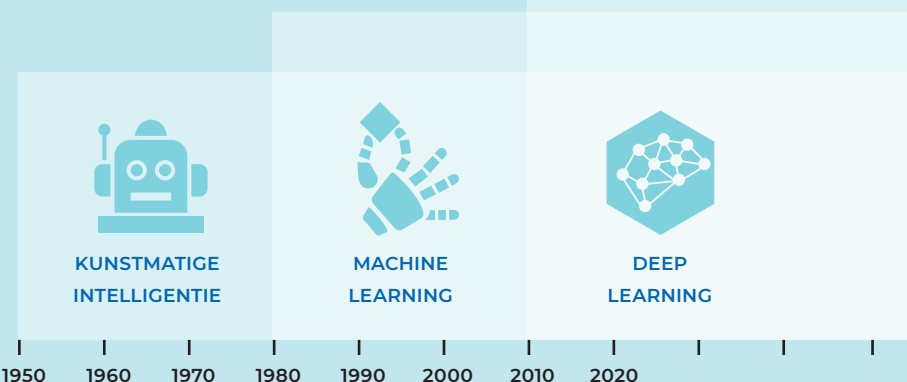 KUNSTMATIGE
INTELLIGENTIE
MACHINE
LEARNING
DEEP
LEARNING
1950 1960 1970 1980 1990 2000 2010 2020